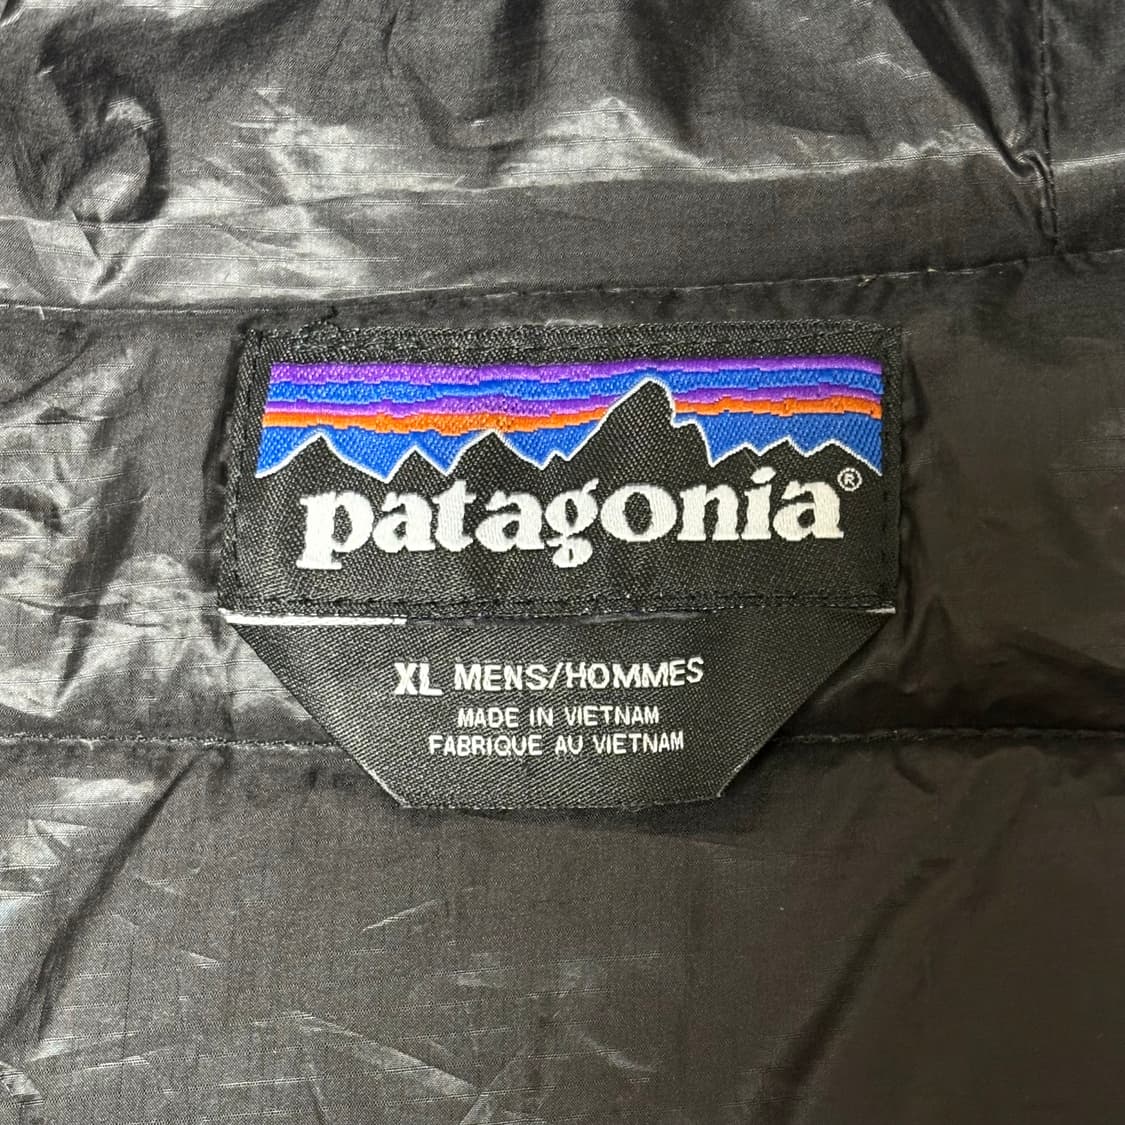 patagonia®
XL MENS/HOMMES
MADE IN VIETNAM
FABRIQUE AU VIETNAM